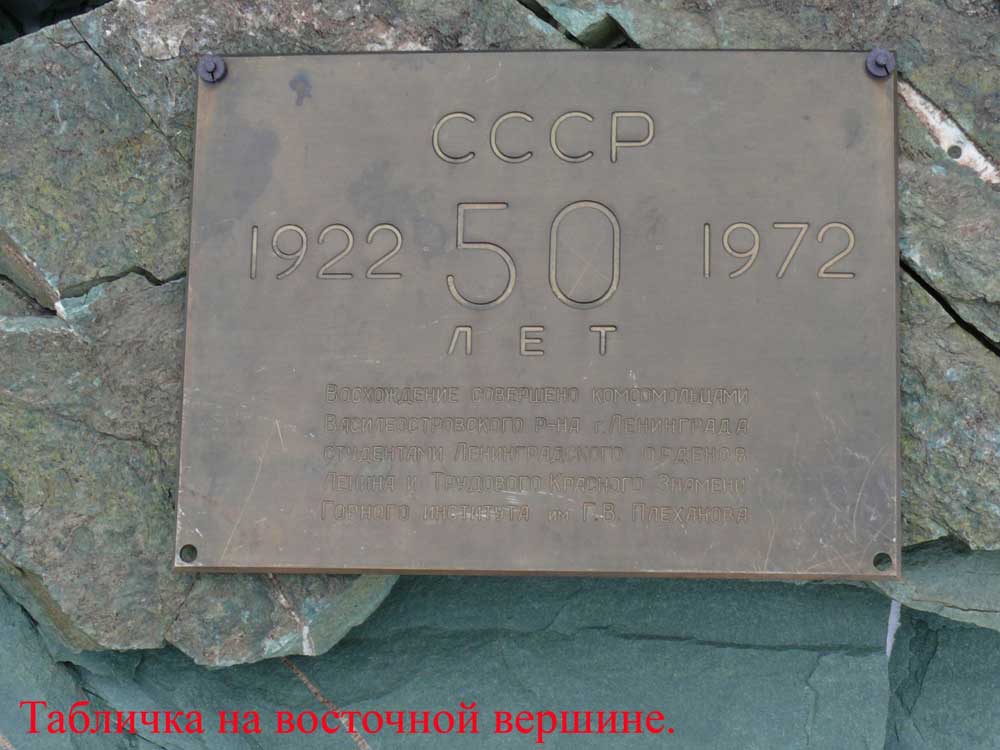 СССР
1922 50 1972
ЛЕТ
Восхождение совершено комсомольцами
Василеостровского р-на г. Ленинграда
студентами Ленинградского орденов
Ленина и Трудового Красного Знамени
Горного института им Г.В. Плеханова
Табличка на восточной вершине.